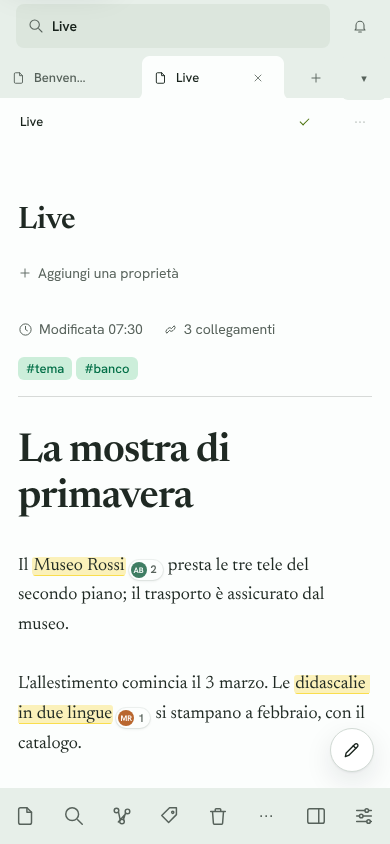 Live
Benven...
Live
Live
Live
Aggiungi una proprietà
Modificata 07:30
3 collegamenti
#tema
#banco
La mostra di
primavera
Il Museo Rossi AB 2 presta le tre tele del
secondo piano; il trasporto è assicurato dal
museo.
L'allestimento comincia il 3 marzo. Le didascalie
in due lingue MR 1 si stampano a febbraio, con il
catalogo.